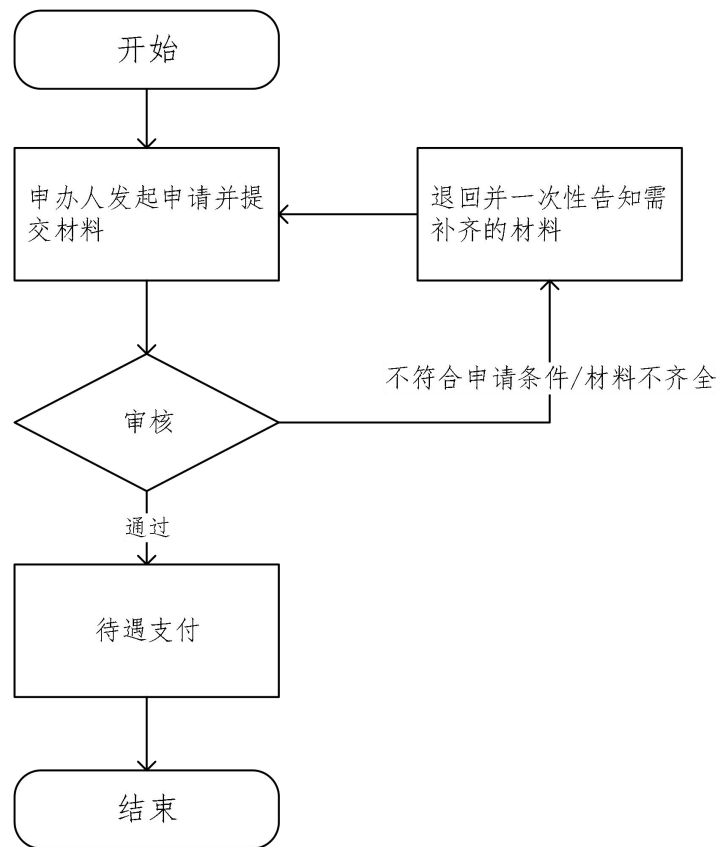 开始
申办人发起申请并提
交材料
退回并一次性告知需
补齐的材料
不符合申请条件/材料不齐全
审核
通过
待遇支付
结束